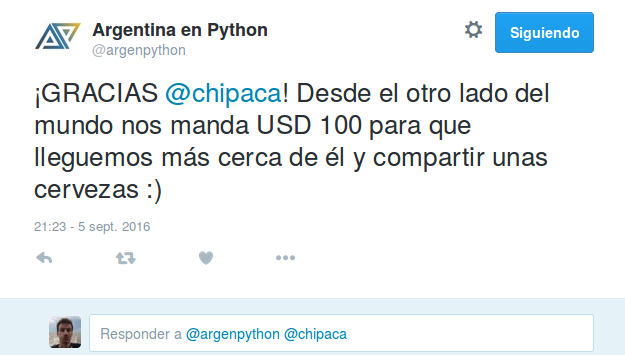 Argentina en Python
@argenpython
Siguiendo
¡GRACIAS @chipaca! Desde el otro lado del
mundo nos manda USD 100 para que
lleguemos más cerca de él y compartir unas
cervezas :)
21:23 - 5 sept. 2016
Responder a @argenpython @chipaca